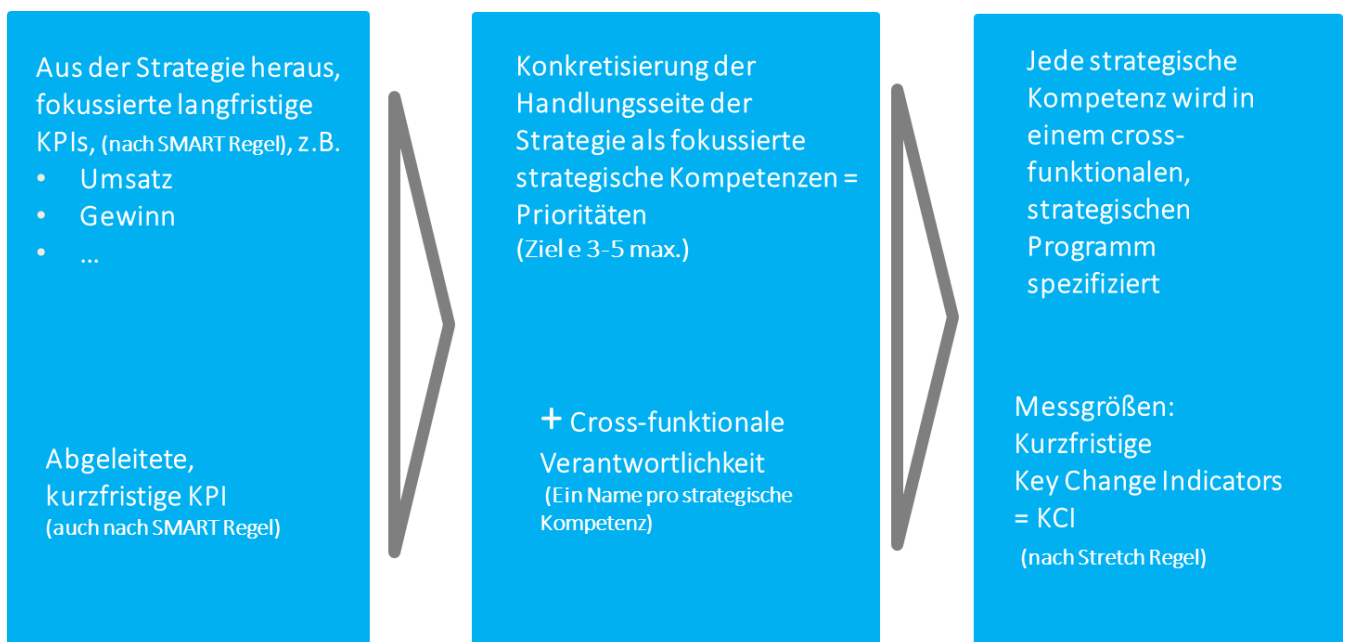 Aus der Strategie heraus,
fokussierte langfristige
KPIs, (nach SMART Regel), z.B.
• Umsatz
• Gewinn
• ...
Abgeleitete,
kurzfristige KPI
(auch nach SMART Regel)
Konkretisierung der
Handlungsseite der
Strategie als fokussierte
strategische Kompetenzen =
Prioritäten
(Ziel e 3-5 max.)
+ Cross-funktionale
Verantwortlichkeit
(Ein Name pro strategische
Kompetenz)
Jede strategische
Kompetenz wird in
einem cross-
funktionalen,
strategischen
Programm
spezifiziert
Messgrößen:
Kurzfristige
Key Change Indicators
= KCI
(nach Stretch Regel)